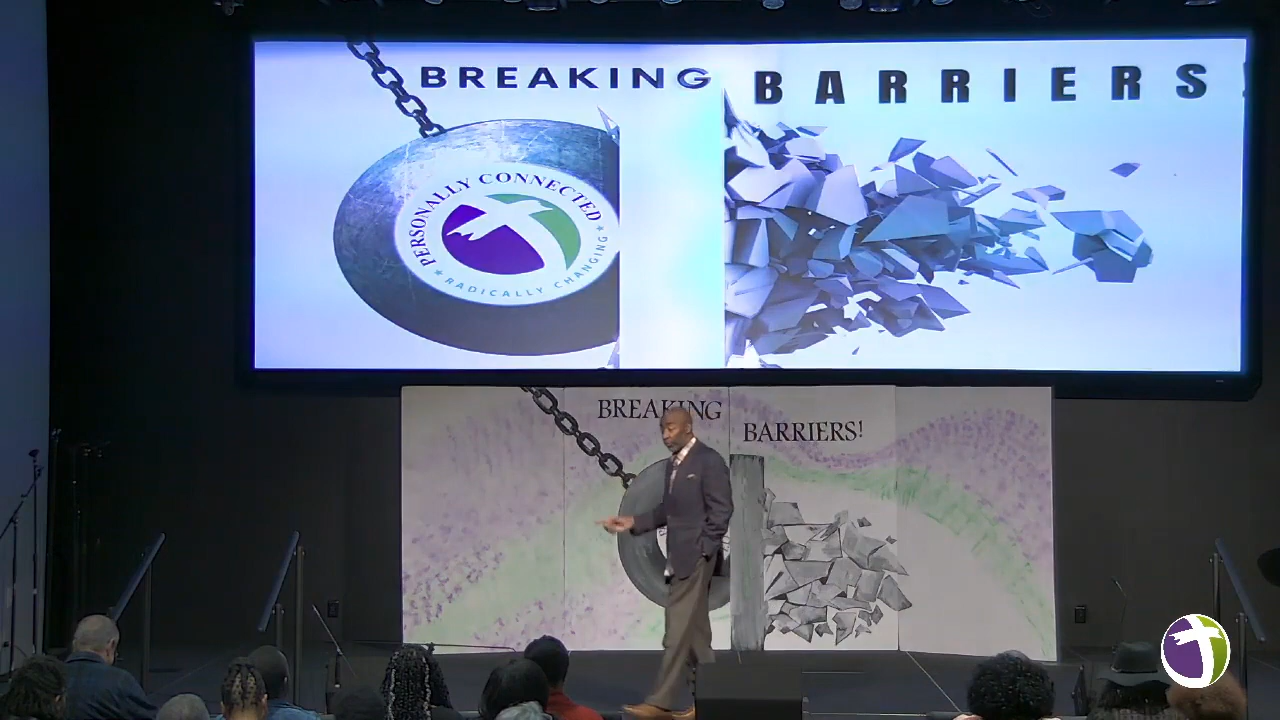 BREAKING
BARRIERS
PERSONALLY CONNECTED
RADICALLY CHANGING
BREAKING
BARRIERS!